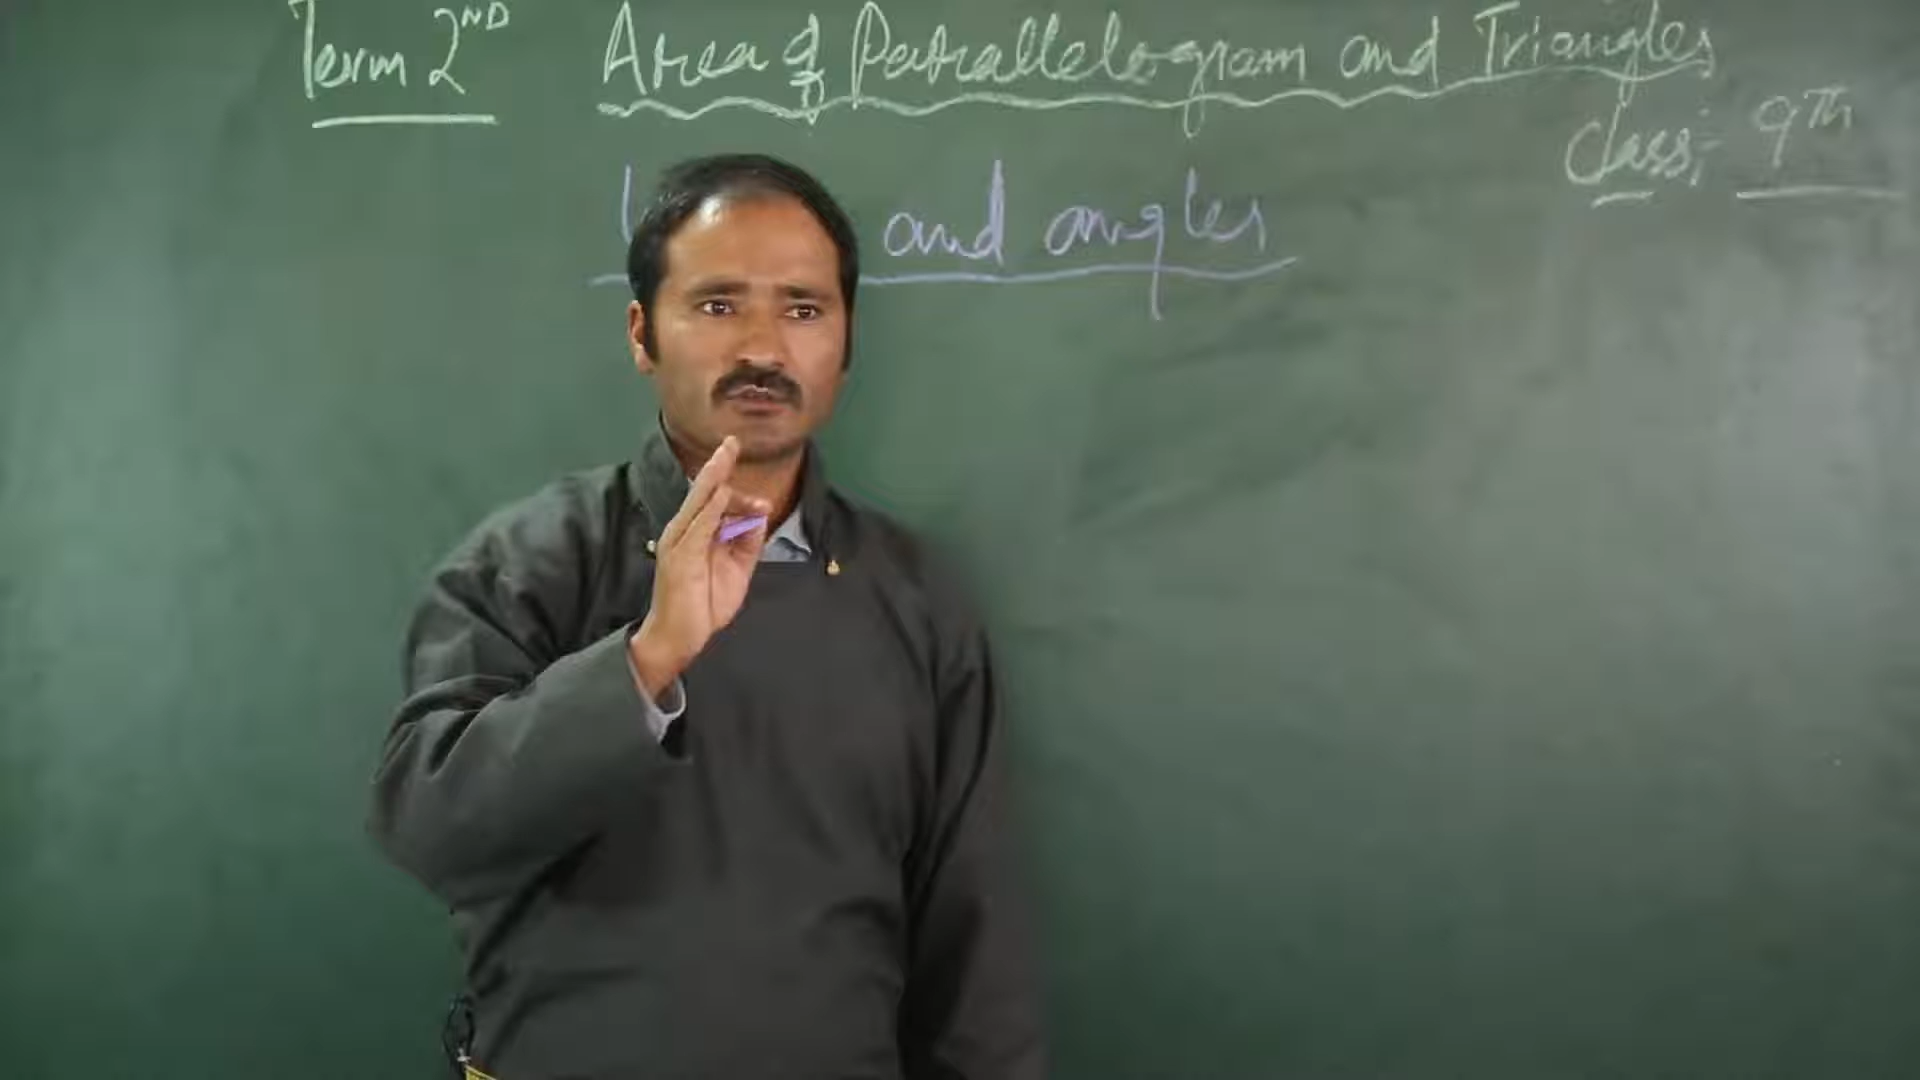 Term 2ND Area of Parallelogram and Triangles
Class:- 9Th
and angles